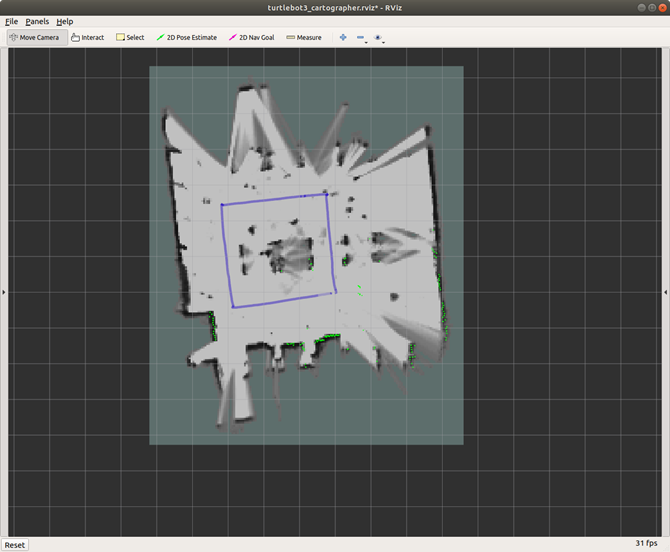 turtlebot3_cartographer.rviz* - RViz
File Panels Help
Move Camera Interact Select 2D Pose Estimate 2D Nav Goal Measure
Reset 31 fps